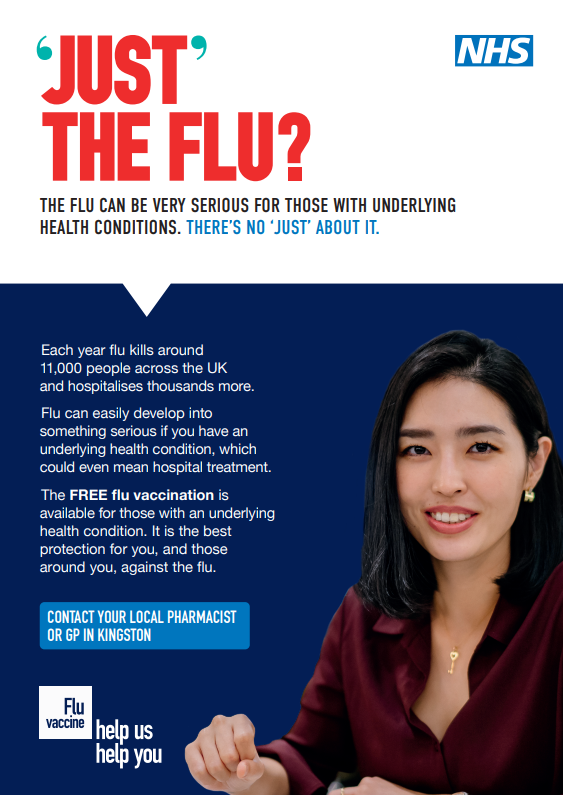 ‘JUST’
THE FLU?
NHS
THE FLU CAN BE VERY SERIOUS FOR THOSE WITH UNDERLYING
HEALTH CONDITIONS. THERE’S NO ‘JUST’ ABOUT IT.
Each year flu kills around
11,000 people across the UK
and hospitalises thousands more.
Flu can easily develop into
something serious if you have an
underlying health condition, which
could even mean hospital treatment.
The FREE flu vaccination is
available for those with an underlying
health condition. It is the best
protection for you, and those
around you, against the flu.
CONTACT YOUR LOCAL PHARMACIST
OR GP IN KINGSTON
Flu
vaccine
help us
help you